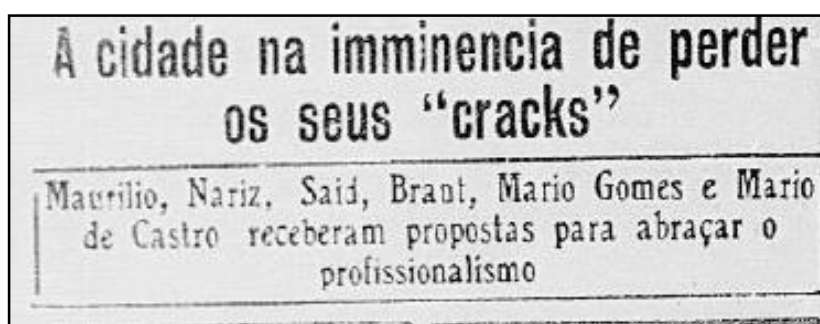 A cidade na imminencia de perder
os seus “cracks”
Maurilio, Nariz, Said, Brant, Mario Gomes e Mario
de Castro receberam propostas para abraçar o
profissionalismo